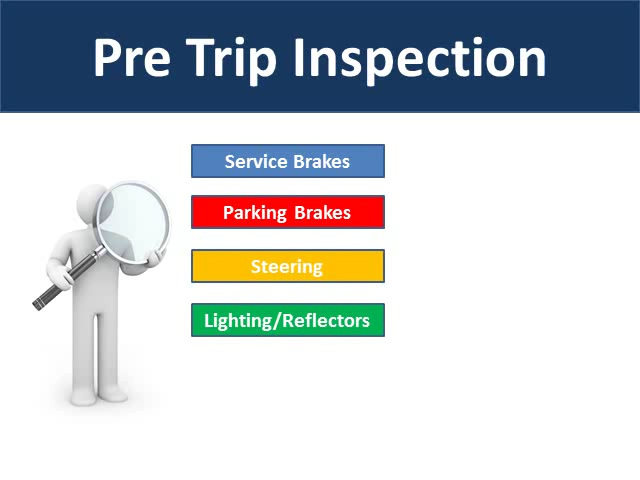 Pre Trip Inspection
Service Brakes
Parking Brakes
Steering
Lighting/Reflectors